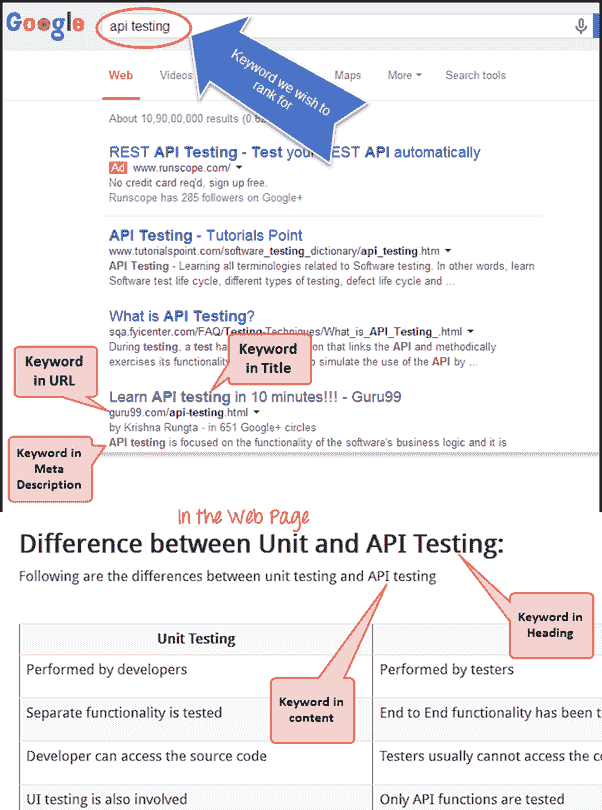 Google
api testing
Keyword we wish to
rank for
Web Videos Maps More Search tools
About 10,90,00,000 results (0.62
REST API Testing - Test your REST API automatically
Ad www.runscope.com/
No credit card req'd, sign up free.
Runscope has 285 followers on Google+
API Testing - Tutorials Point
www.tutorialspoint.com/software_testing_dictionary/api_testing.htm
API Testing - Learning all terminologies related to Software testing. In other words, learn
Software test life cycle, different types of testing, defect life cycle and ...
What is API Testing?
sqa.fyicenter.com/FAQ/Testing-Techniques/What_is_API_Testing_.html
During testing, a test ha on that links the API and methodically
exercises its functionality to simulate the use of the API by ...
Keyword
in URL
Keyword
in Title
Learn API testing in 10 minutes!!! - Guru99
guru99.com/api-testing.html
by Krishna Rungta - in 651 Google+ circles
API testing is focused on the functionality of the software's business logic and it is
Keyword in
Meta
Description
In the Web Page
Difference between Unit and API Testing:
Following are the differences between unit testing and API testing
Keyword in
Heading
Unit Testing
Performed by developers Performed by testers
Keyword in
content
Separate functionality is tested End to End functionality has been t
Developer can access the source code Testers usually cannot access the co
UI testing is also involved Only API functions are tested